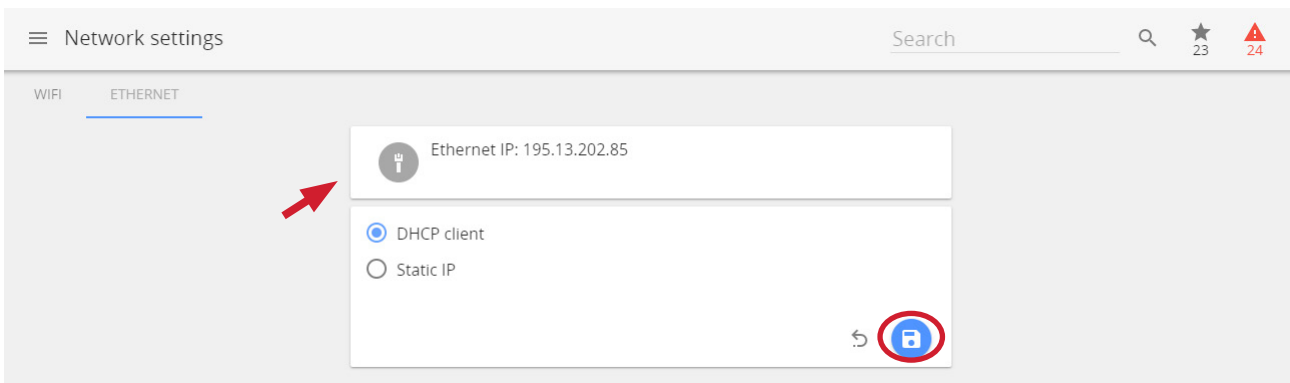 Network settings
Search
23
24
WIFI
ETHERNET
Ethernet IP: 195.13.202.85
DHCP client
Static IP